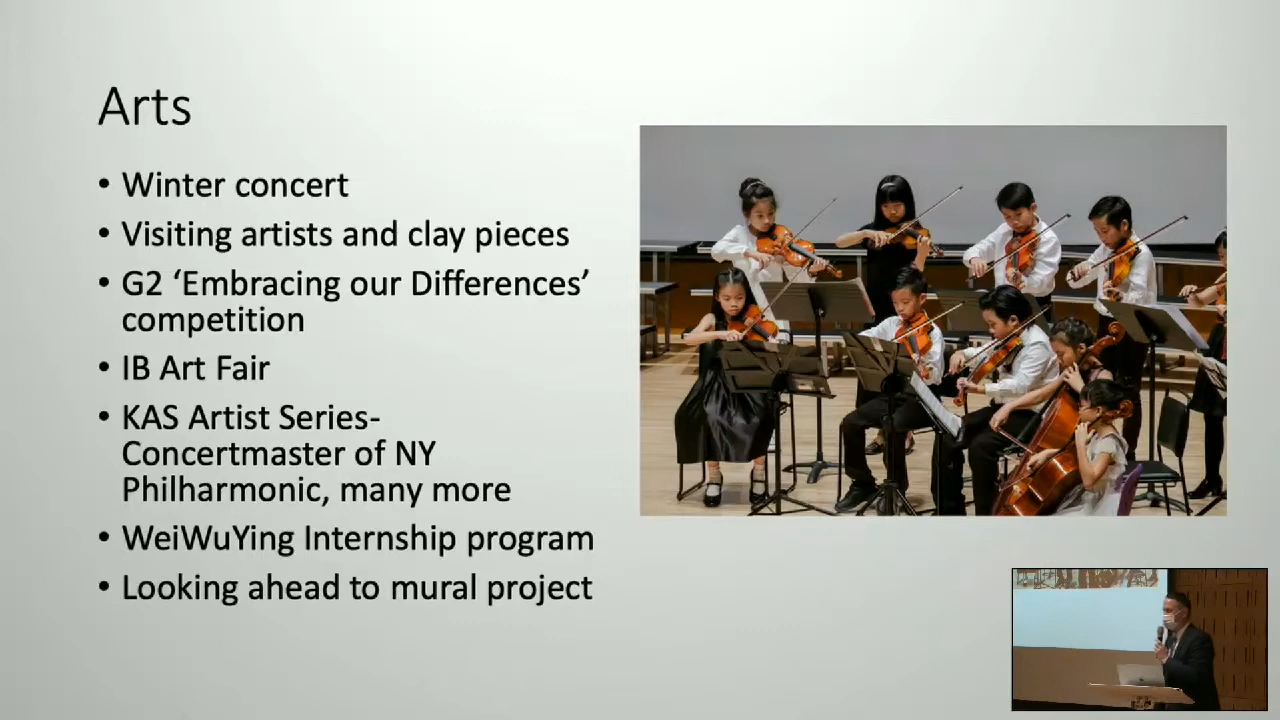 Arts
• Winter concert
• Visiting artists and clay pieces
• G2 ‘Embracing our Differences’
competition
• IB Art Fair
• KAS Artist Series-
Concertmaster of NY
Philharmonic, many more
• WeiWuYing Internship program
• Looking ahead to mural project